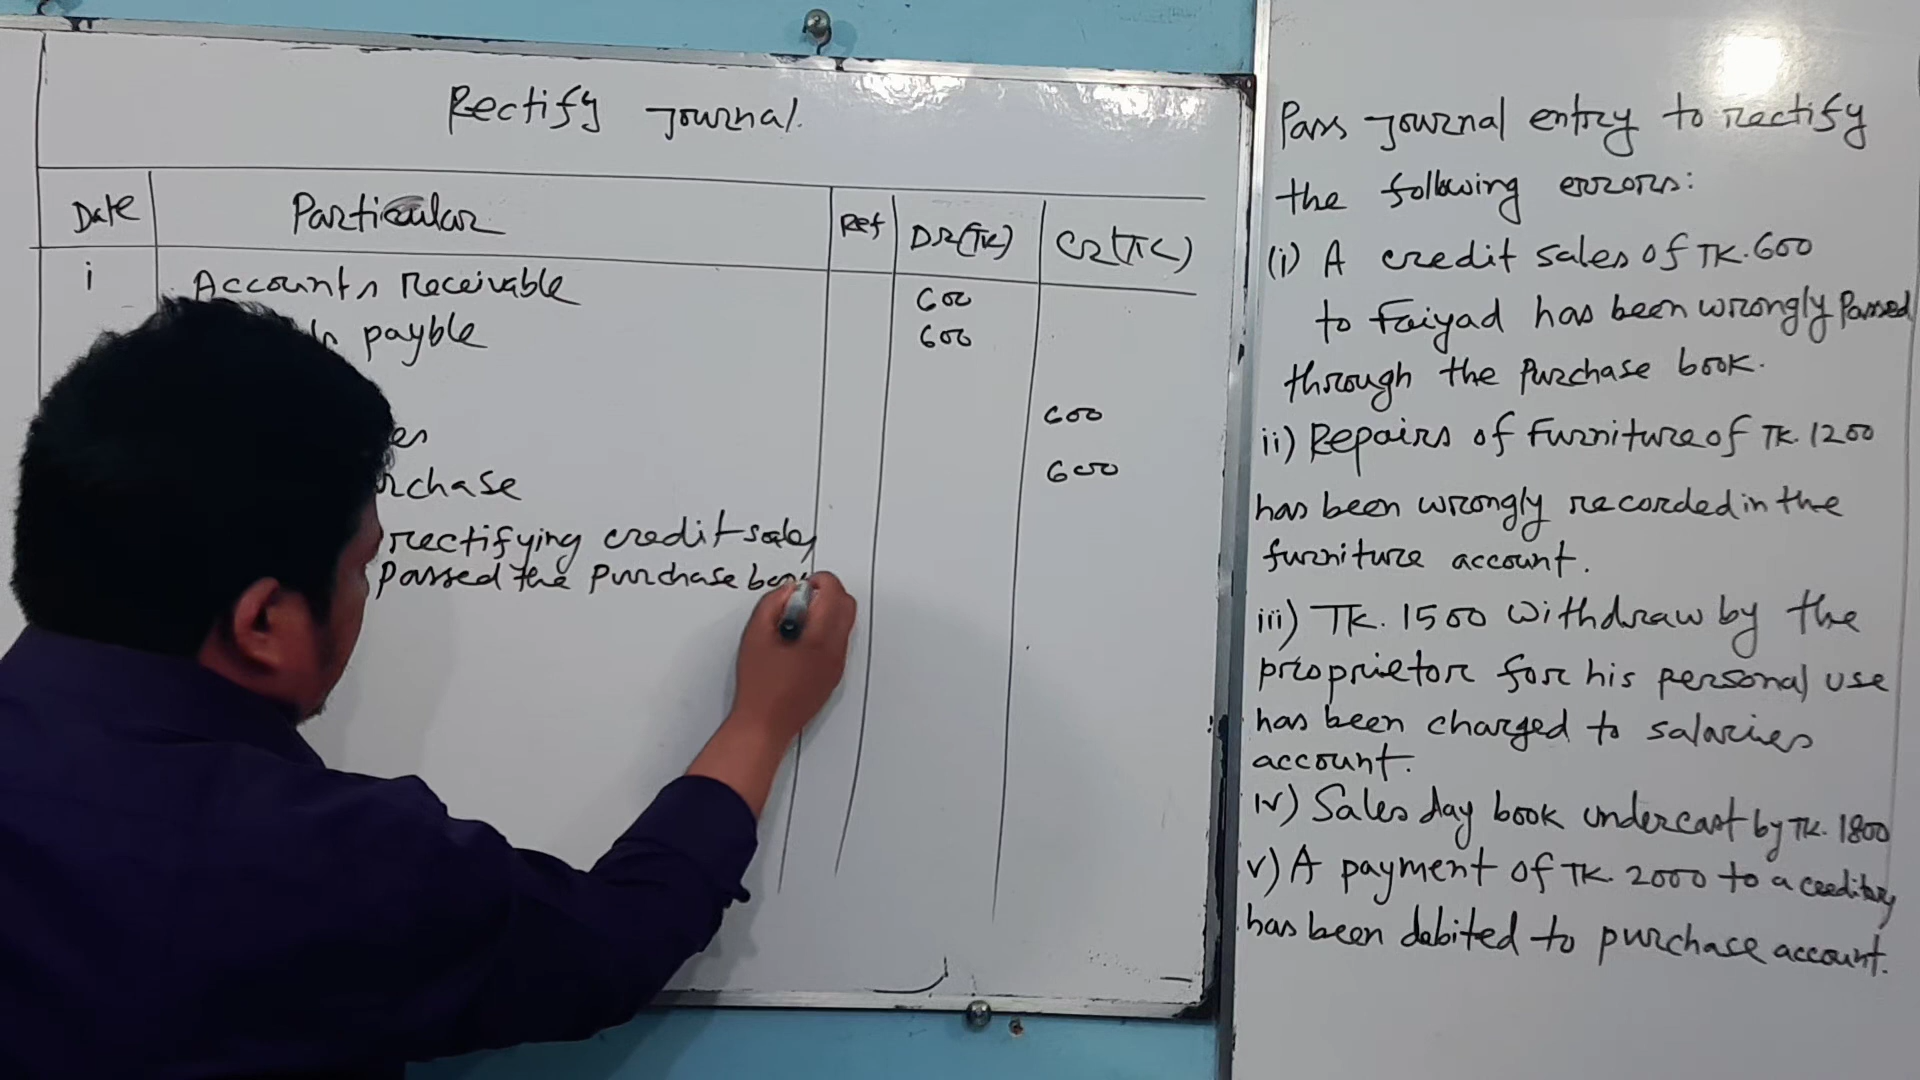 Rectify Journal.
Date Particular Ref DR(TK) CR(TK)
i Accounts Receivable 600
payble 600
600
Purchase 600
rectifying credit sales
passed the purchase
Pass Journal entry to rectify
the following errors:
(i) A credit sales of TK.600
to Faiyad has been wrongly Passed
through the Purchase book.
ii) Repairs of Furniture of TK. 1200
has been wrongly recorded in the
furniture account.
iii) TK. 1500 Withdraw by the
proprietor for his personal use
has been charged to salaries
account.
iv) Sales day book undercast by TK. 1800
v) A payment of TK. 2000 to a
has been debited to purchase account.